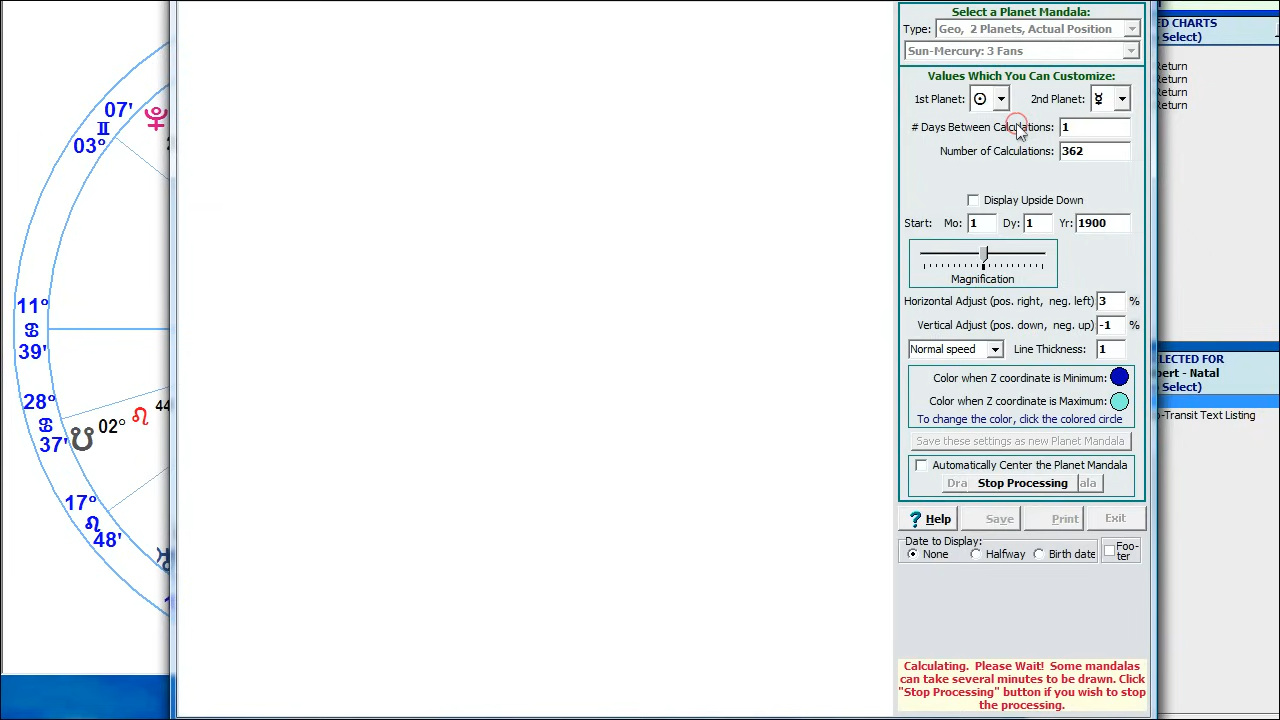 07'
♊
03°
11°
♋
39'
28°
♋
37'
02°
44
17°
♌
48'
Select a Planet Mandala:
Type: Geo, 2 Planets, Actual Position
Sun-Mercury: 3 Fans
Values Which You Can Customize:
1st Planet: ☉ 2nd Planet: ☿
# Days Between Calculations: 1
Number of Calculations: 362
Display Upside Down
Start: Mo: 1 Dy: 1 Yr: 1900
Magnification
Horizontal Adjust (pos. right, neg. left) 3 %
Vertical Adjust (pos. down, neg. up) -1 %
Normal speed Line Thickness: 1
Color when Z coordinate is Minimum:
Color when Z coordinate is Maximum:
To change the color, click the colored circle
Save these settings as new Planet Mandala
Automatically Center the Planet Mandala
Dra Stop Processing ala
? Help Save Print Exit
Date to Display:
None Halfway Birth date Foo-
ter
Calculating. Please Wait! Some mandalas
can take several minutes to be drawn. Click
"Stop Processing" button if you wish to stop
the processing.
ED CHARTS
Select)
Return
Return
Return
Return
LECTED FOR
pert - Natal
Select)
o-Transit Text Listing